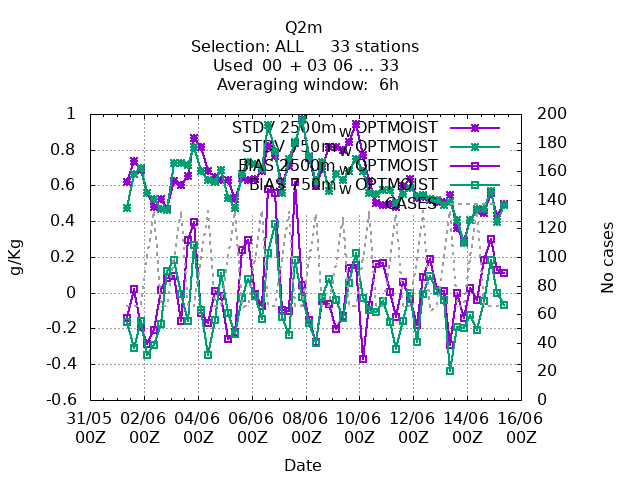 Q2m
Selection: ALL 33 stations
Used 00 + 03 06 ... 33
Averaging window: 6h
STDV 2500m_w OPTMOIST
STDV 750m_w OPTMOIST
BIAS 2500m_w OPTMOIST
BIAS 750m_w OPTMOIST
CASES
1
0.8
0.6
0.4
0.2
0
-0.2
-0.4
-0.6
g/Kg
200
180
160
140
120
100
80
60
40
20
0
No cases
31/05 02/06 04/06 06/06 08/06 10/06 12/06 14/06 16/06
00Z 00Z 00Z 00Z 00Z 00Z 00Z 00Z 00Z
Date